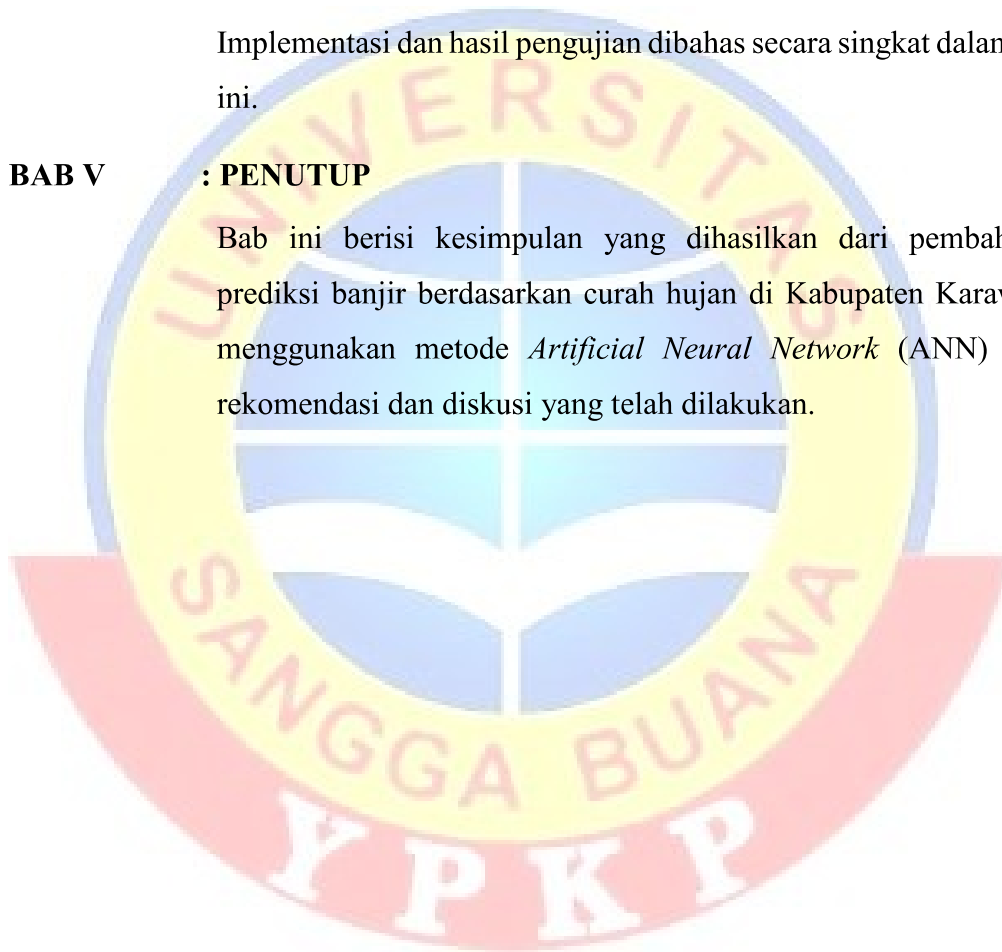 Implementasi dan hasil pengujian dibahas secara singkat dalam
ini.
BAB V : PENUTUP
Bab ini berisi kesimpulan yang dihasilkan dari
prediksi banjir berdasarkan curah hujan di Kabupaten
menggunakan metode Artificial Neural Network (ANN)
rekomendasi dan diskusi yang telah dilakukan.
UNIVERSITAS
SANGGA BUANA
YPKP